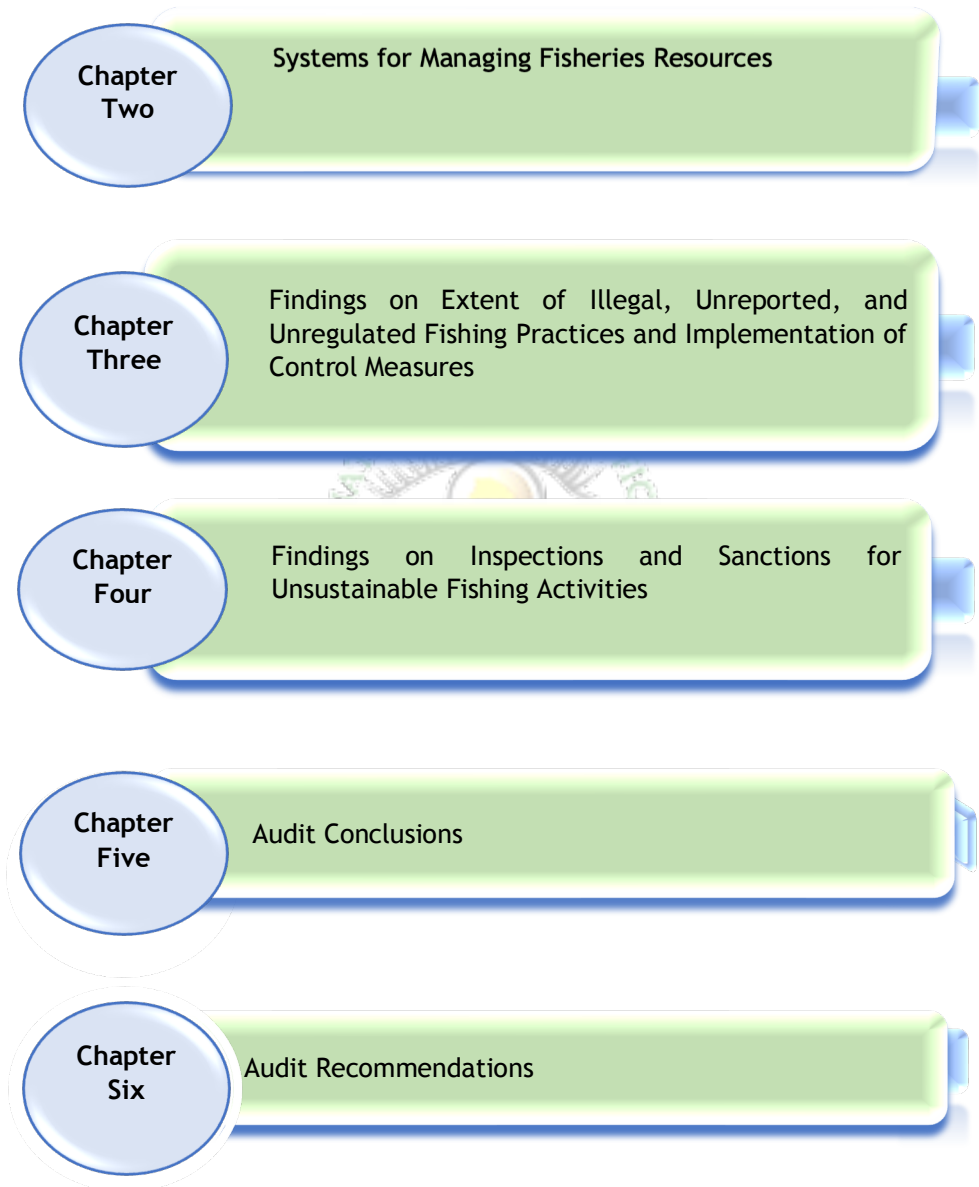 Chapter
Two
Systems for Managing Fisheries Resources
Chapter
Three
Findings on Extent of Illegal, Unreported, and
Unregulated Fishing Practices and Implementation of
Control Measures
Chapter
Four
Findings on Inspections and Sanctions for
Unsustainable Fishing Activities
Chapter
Five
Audit Conclusions
Chapter
Six
Audit Recommendations